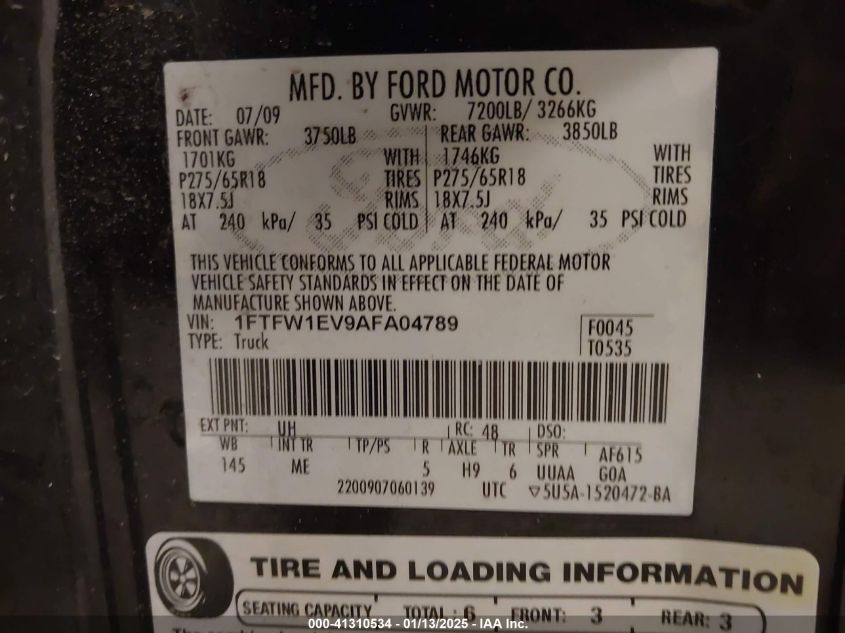 MFD. BY FORD MOTOR CO.
DATE: 07/09 GVWR: 7200LB/ 3266KG
FRONT GAWR: 3750LB REAR GAWR: 3850LB
1701KG WITH 1746KG WITH
P275/65R18 TIRES P275/65R18 TIRES
18X7.5J RIMS 18X7.5J RIMS
AT 240 kPa/ 35 PSI COLD AT 240 kPa/ 35 PSI COLD
THIS VEHICLE CONFORMS TO ALL APPLICABLE FEDERAL MOTOR
VEHICLE SAFETY STANDARDS IN EFFECT ON THE DATE OF
MANUFACTURE SHOWN ABOVE.
VIN: 1FTFW1EV9AFA04789 F0045
TYPE: Truck T0535
EXT PNT: UH RC: 48 DSO:
WB INT TR TP/PS R AXLE TR SPR AF615
145 ME 5 H9 6 UUAA GOA
2200907060139 UTC ▽5U5A-1520472-BA
TIRE AND LOADING INFORMATION
SEATING CAPACITY TOTAL : 6 FRONT: 3 REAR: 3
000-41310534 - 01/13/2025 - IAA Inc.